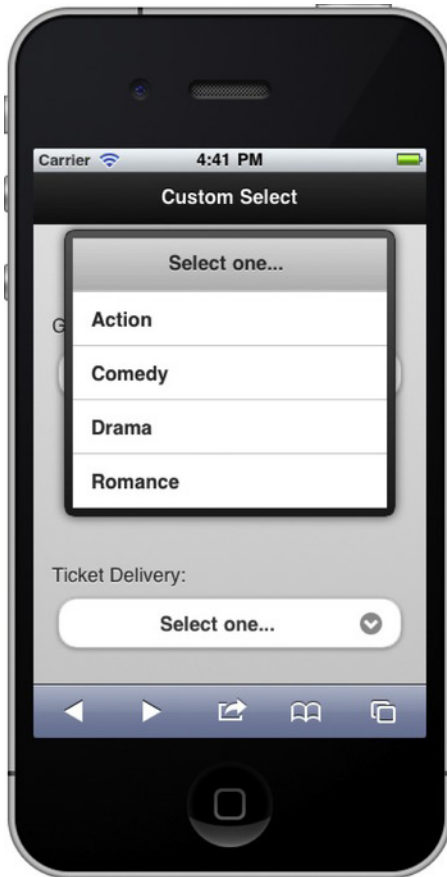 Carrier 4:41 PM
Custom Select
Select one...
G
Action
Comedy
Drama
Romance
Ticket Delivery:
Select one...